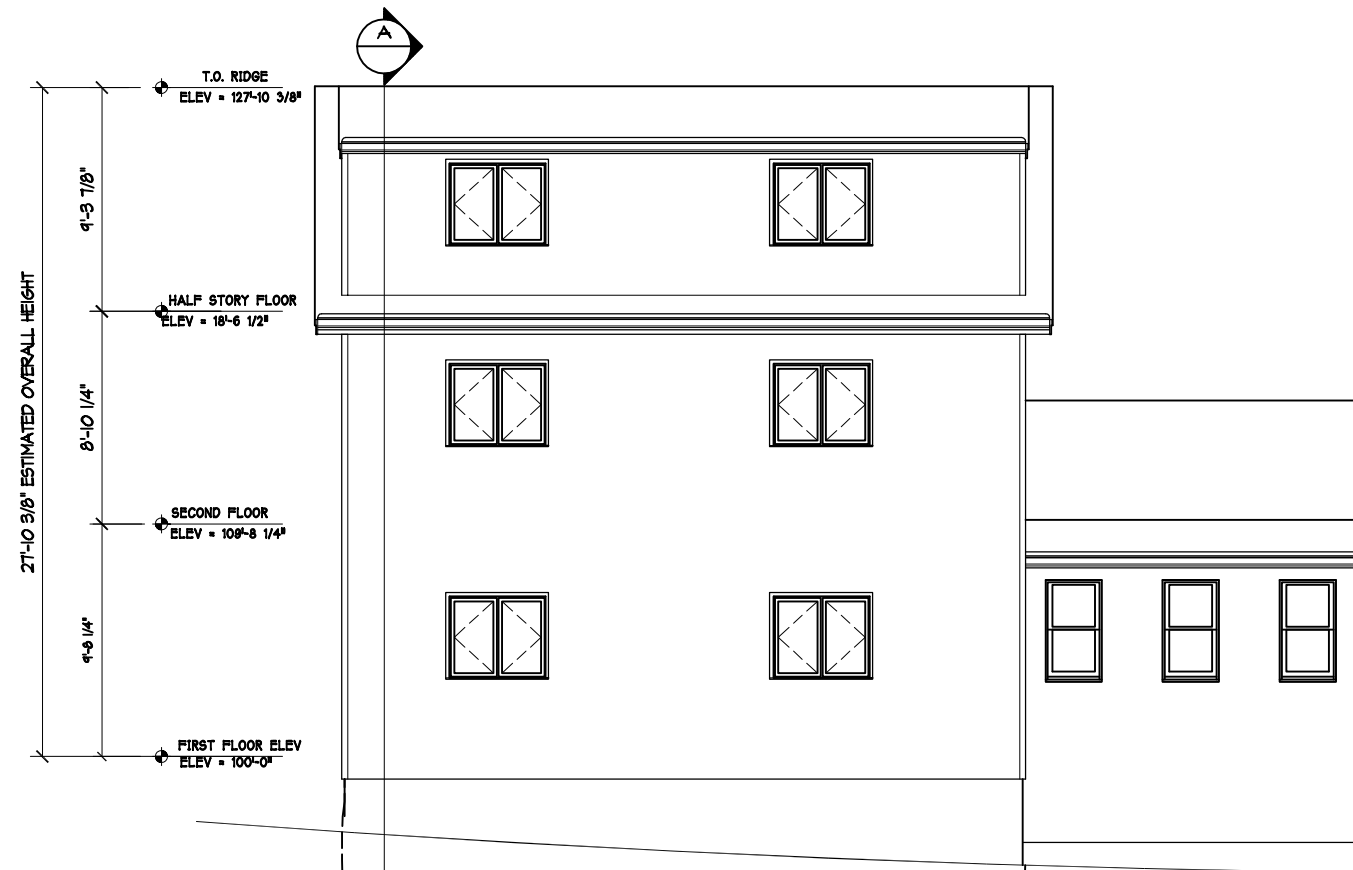 A
T.O. RIDGE
ELEV = 127'-10 3/8"
9'-3 7/8"
HALF STORY FLOOR
ELEV = 18'-6 1/2"
27'-10 3/8" ESTIMATED OVERALL HEIGHT
8'-10 1/4"
SECOND FLOOR
ELEV = 109'-8 1/4"
9'-8 1/4"
FIRST FLOOR ELEV
ELEV = 100'-0"